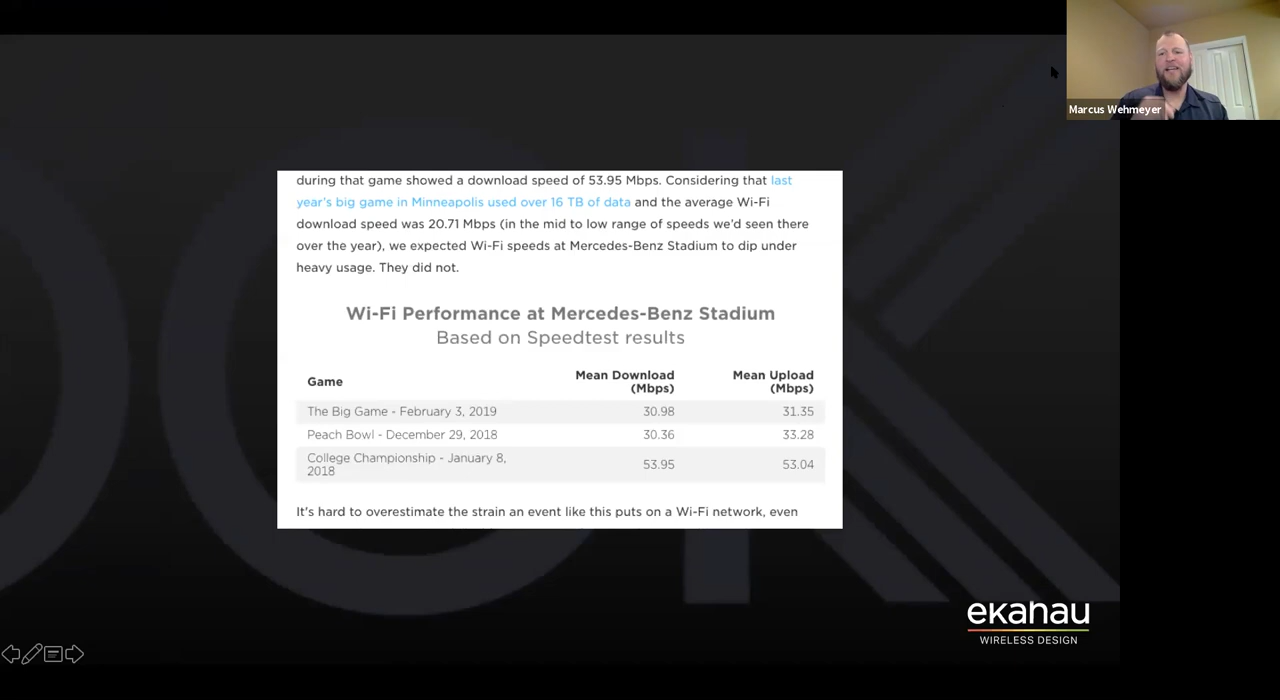 Marcus Wehmeyer
during that game showed a download speed of 53.95 Mbps. Considering that last
year's big game in Minneapolis used over 16 TB of data and the average Wi-Fi
download speed was 20.71 Mbps (in the mid to low range of speeds we'd seen there
over the year), we expected Wi-Fi speeds at Mercedes-Benz Stadium to dip under
heavy usage. They did not.
Wi-Fi Performance at Mercedes-Benz Stadium
Based on Speedtest results
Game Mean Download (Mbps) Mean Upload (Mbps)
The Big Game - February 3, 2019 30.98 31.35
Peach Bowl - December 29, 2018 30.36 33.28
College Championship - January 8, 2018 53.95 53.04
It's hard to overestimate the strain an event like this puts on a Wi-Fi network, even
ekahau
WIRELESS DESIGN